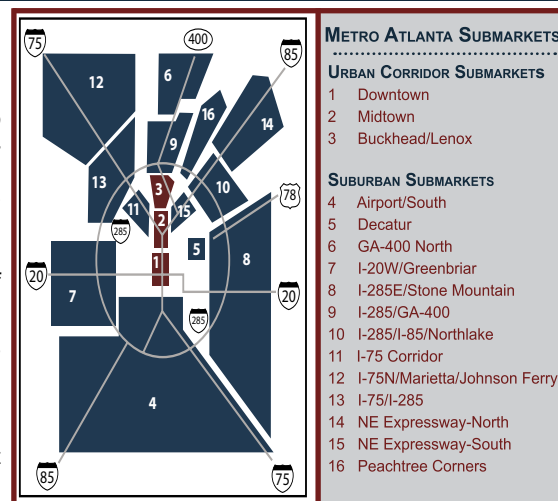 75
400
85
12
6
16
14
9
13
3
10
78
11
15
2
285
5
1
8
20
7
20
285
4
85
75
METRO ATLANTA SUBMARKETS
URBAN CORRIDOR SUBMARKETS
1 Downtown
2 Midtown
3 Buckhead/Lenox
SUBURBAN SUBMARKETS
4 Airport/South
5 Decatur
6 GA-400 North
7 I-20W/Greenbriar
8 I-285E/Stone Mountain
9 I-285/GA-400
10 I-285/I-85/Northlake
11 I-75 Corridor
12 I-75N/Marietta/Johnson Ferry
13 I-75/I-285
14 NE Expressway-North
15 NE Expressway-South
16 Peachtree Corners